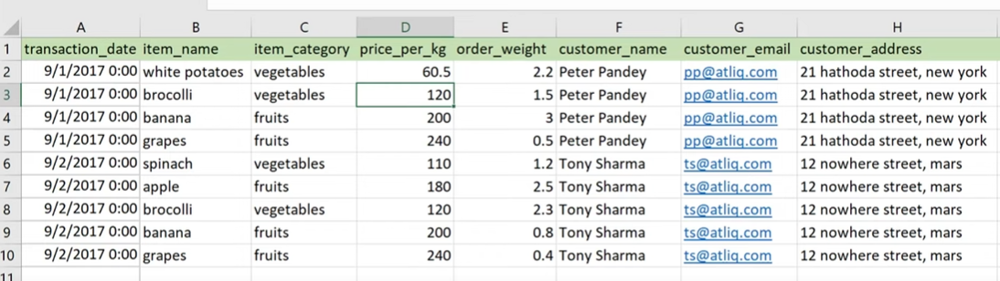 A B C D E F G H
1 transaction_date item_name item_category price_per_kg order_weight customer_name customer_email customer_address
2 9/1/2017 0:00 white potatoes vegetables 60.5 2.2 Peter Pandey pp@atliq.com 21 hathoda street, new york
3 9/1/2017 0:00 brocolli vegetables 120 1.5 Peter Pandey pp@atliq.com 21 hathoda street, new york
4 9/1/2017 0:00 banana fruits 200 3 Peter Pandey pp@atliq.com 21 hathoda street, new york
5 9/1/2017 0:00 grapes fruits 240 0.5 Peter Pandey pp@atliq.com 21 hathoda street, new york
6 9/2/2017 0:00 spinach vegetables 110 1.2 Tony Sharma ts@atliq.com 12 nowhere street, mars
7 9/2/2017 0:00 apple fruits 180 2.5 Tony Sharma ts@atliq.com 12 nowhere street, mars
8 9/2/2017 0:00 brocolli vegetables 120 2.3 Tony Sharma ts@atliq.com 12 nowhere street, mars
9 9/2/2017 0:00 banana fruits 200 0.8 Tony Sharma ts@atliq.com 12 nowhere street, mars
10 9/2/2017 0:00 grapes fruits 240 0.4 Tony Sharma ts@atliq.com 12 nowhere street, mars
11